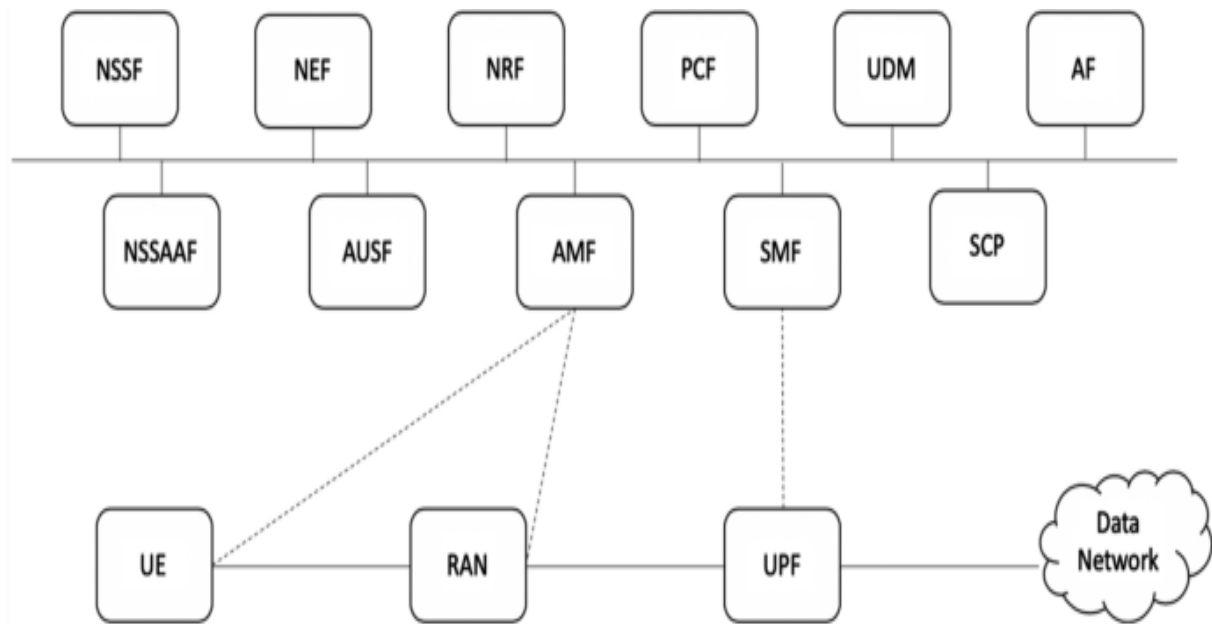 NSSF
NEF
NRF
PCF
UDM
AF
NSSAAF
AUSF
AMF
SMF
SCP
UE
RAN
UPF
Data
Network